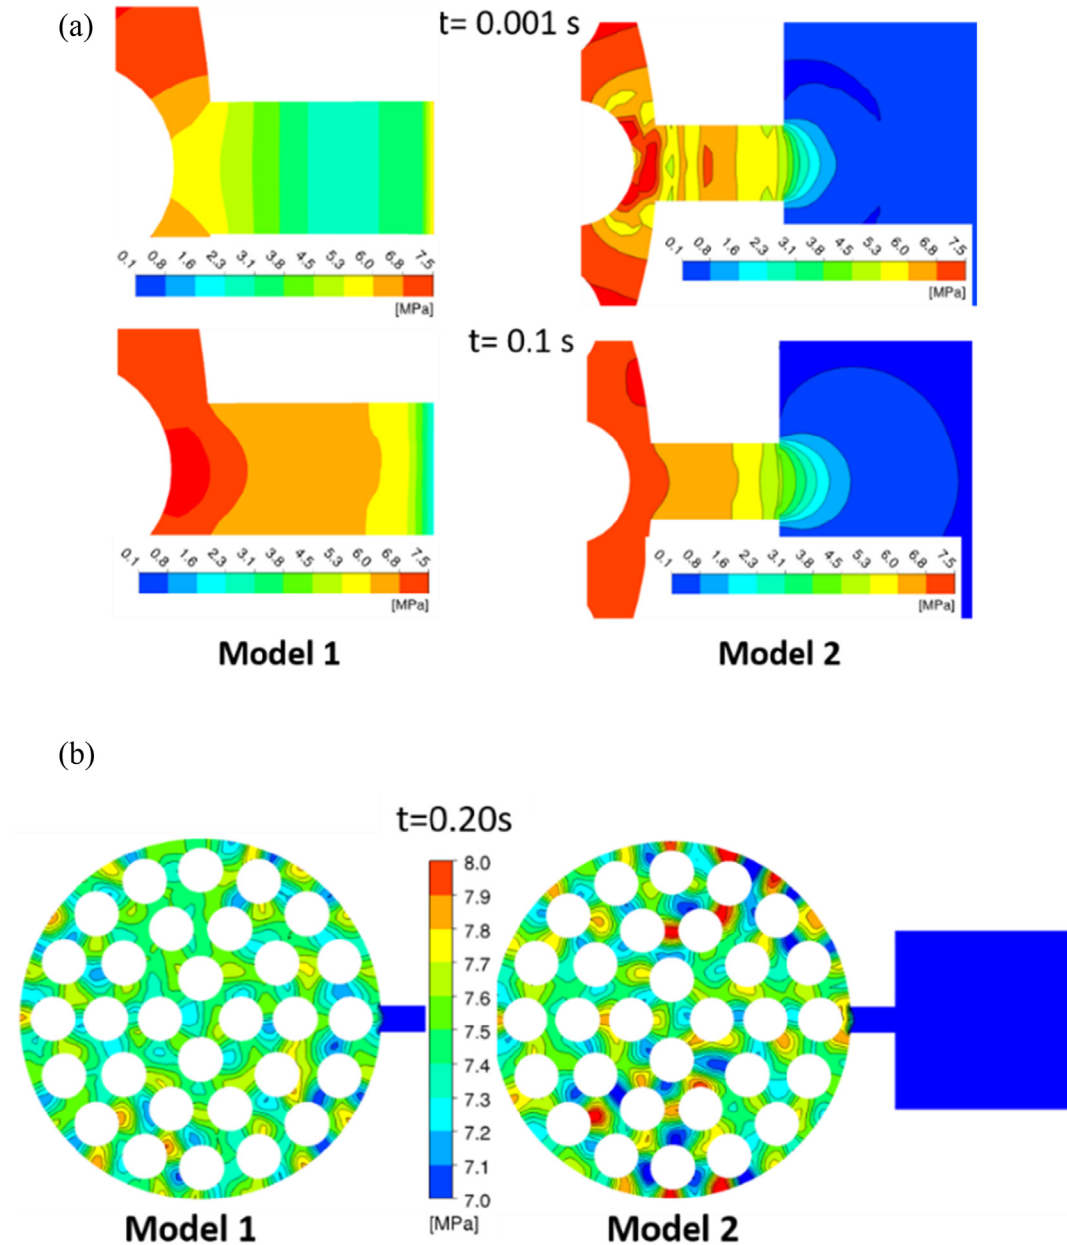 (a)
t= 0.001 s
0.1 0.8 1.6 2.3 3.1 3.8 4.5 5.3 6.0 6.8 7.5
[MPa]
0.1 0.8 1.6 2.3 3.1 3.8 4.5 5.3 6.0 6.8 7.5
[MPa]
t= 0.1 s
0.1 0.8 1.6 2.3 3.1 3.8 4.5 5.3 6.0 6.8 7.5
[MPa]
0.1 0.8 1.6 2.3 3.1 3.8 4.5 5.3 6.0 6.8 7.5
[MPa]
Model 1
Model 2
(b)
t=0.20s
8.0
7.9
7.8
7.7
7.6
7.5
7.4
7.3
7.2
7.1
7.0
[MPa]
Model 1
Model 2